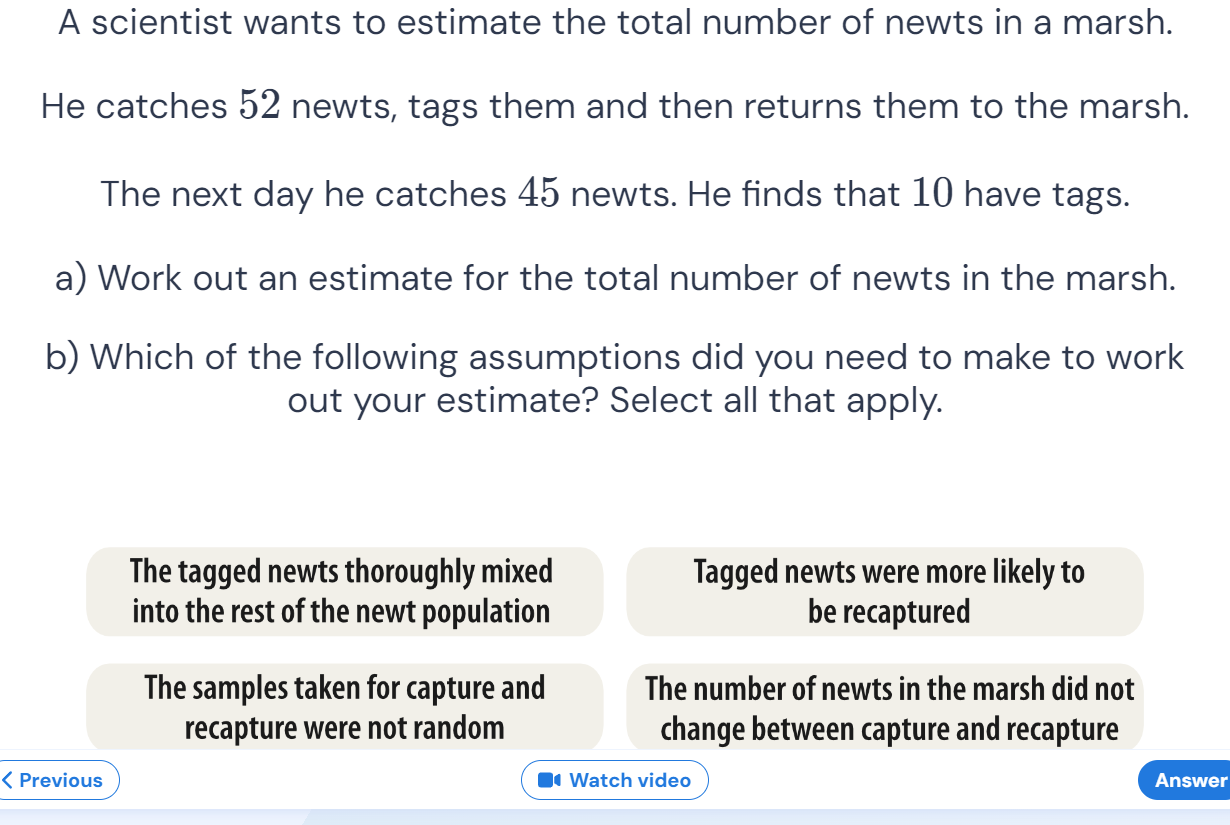 A scientist wants to estimate the total number of newts in a marsh.
He catches 52 newts, tags them and then returns them to the marsh.
The next day he catches 45 newts. He finds that 10 have tags.
a) Work out an estimate for the total number of newts in the marsh.
b) Which of the following assumptions did you need to make to work
out your estimate? Select all that apply.
The tagged newts thoroughly mixed
into the rest of the newt population
Tagged newts were more likely to
be recaptured
The samples taken for capture and
recapture were not random
The number of newts in the marsh did not
change between capture and recapture
Previous
Watch video
Answer